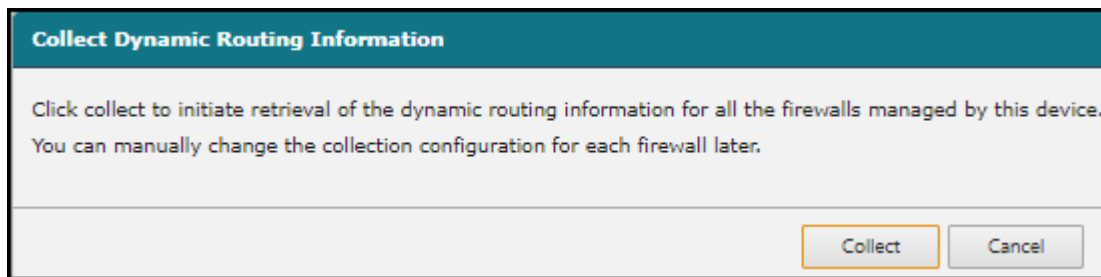 Collect Dynamic Routing Information
Click collect to initiate retrieval of the dynamic routing information for all the firewalls managed by this device.
You can manually change the collection configuration for each firewall later.
Collect Cancel